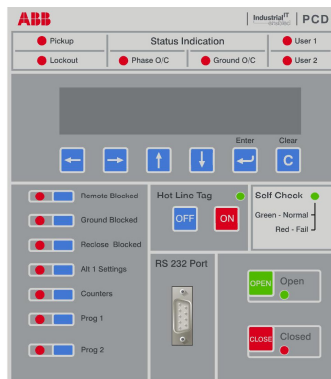 ABB
Industrial IT enabled PCD
Pickup
Status Indication
User 1
Lockout
Phase O/C
Ground O/C
User 2
Enter
Clear
C
Remote Blocked
Ground Blocked
Reclose Blocked
Alt 1 Settings
Counters
Prog 1
Prog 2
Hot Line Tag
OFF
ON
Self Check
Green - Normal
Red - Fail
RS 232 Port
OPEN
Open
CLOSE
Closed